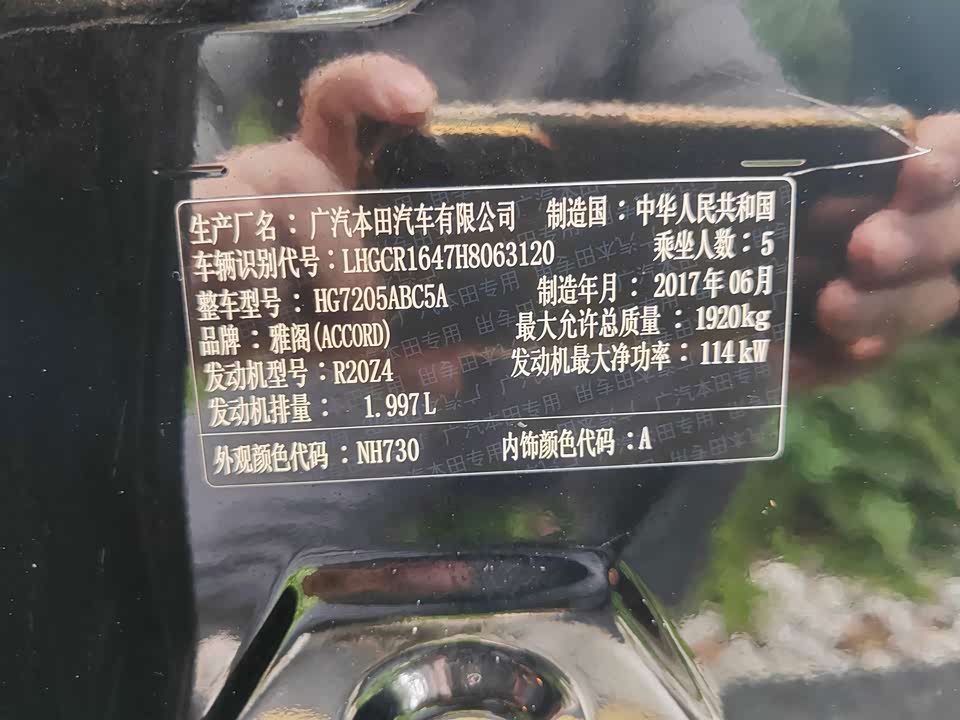 生产厂名：广汽本田汽车有限公司 制造国：中华人民共和国
车辆识别代号：LHGCR1647H8063120 乘坐人数：5
整车型号：HG7205ABC5A 制造年月：2017年06月
品牌：雅阁(ACCORD) 最大允许总质量：1920kg
发动机型号：R20Z4 发动机最大净功率：114kW
发动机排量：1.997L
外观颜色代码：NH730 内饰颜色代码：A